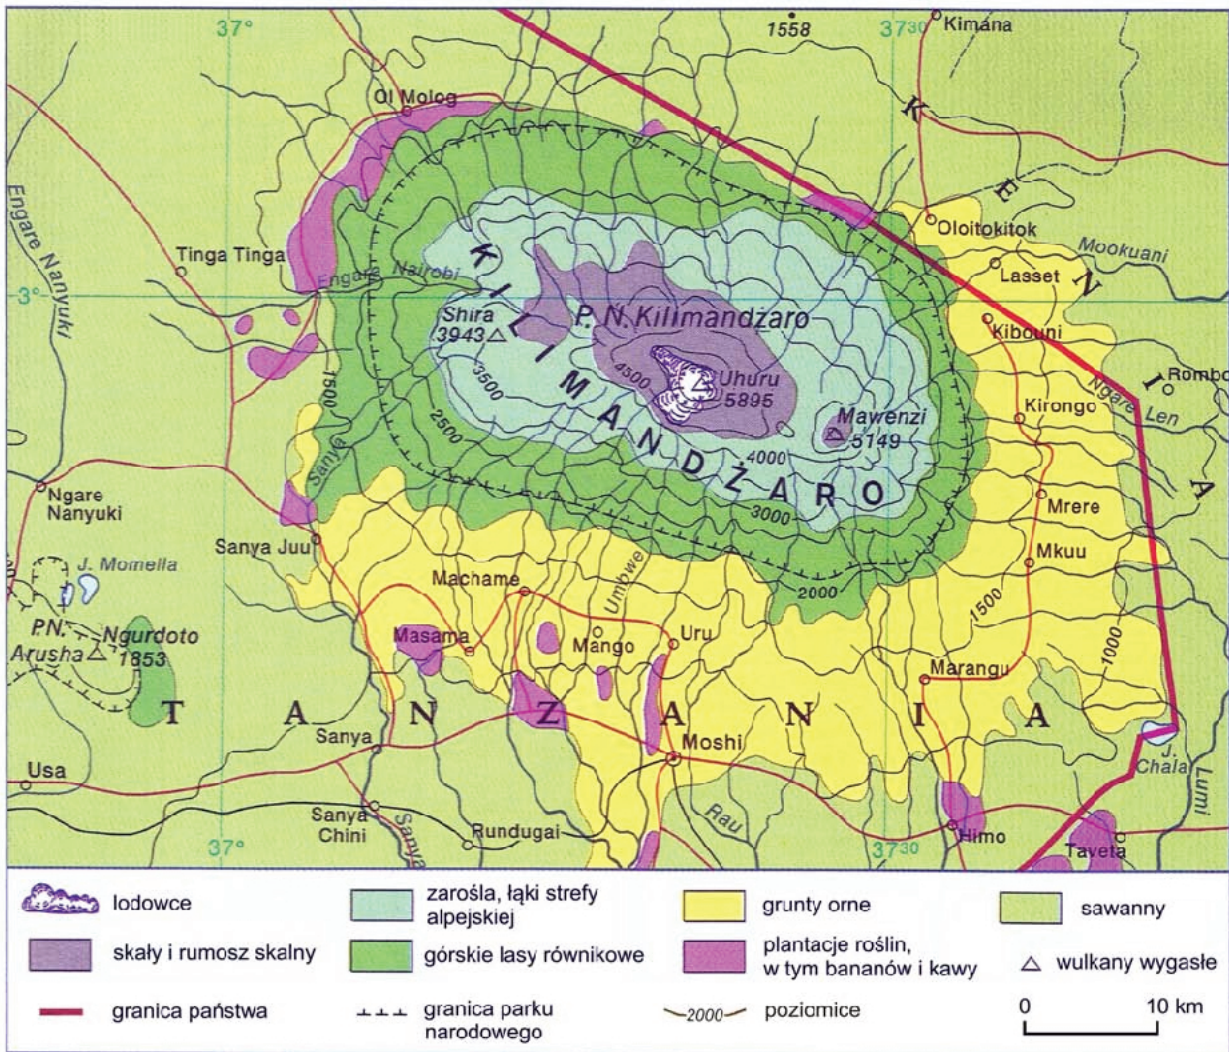 37°
1558
37³⁰
Kimana
Ol Molog
K
E
N
I
A
Engare Nanyuki
Tinga Tinga
Oloitokitok
Mookuani
Lasset
Engare Nairobi
3°
Shira
3943
P. N. Kilimandżaro
Kibouni
KILIMANDŻARO
4500
Uhuru
5895
Ngare Len
Rombo
1500
3500
2500
Mawenzi
5149
Kirongo
4000
Sanya
Ngare
Nanyuki
3000
Mrere
Sanya Juu
Mkuu
J. Momella
Machame
Umbwe
2000
1500
P.N.
Arusha
Ngurdoto
1853
Masama
Mango
Uru
1000
Marangu
T A N Z A N I A
Sanya
Moshi
J.
Chala
Usa
Lumi
Sanya
Chini
Sanya
Rundugai
Rau
Himo
Taveta
37°
37³⁰
lodowce
zarośla, łąki strefy
alpejskiej
grunty orne
sawanny
skały i rumosz skalny
górskie lasy równikowe
plantacje roślin,
w tym bananów i kawy
wulkany wygasłe
granica państwa
granica parku
narodowego
2000
poziomice
0
10 km